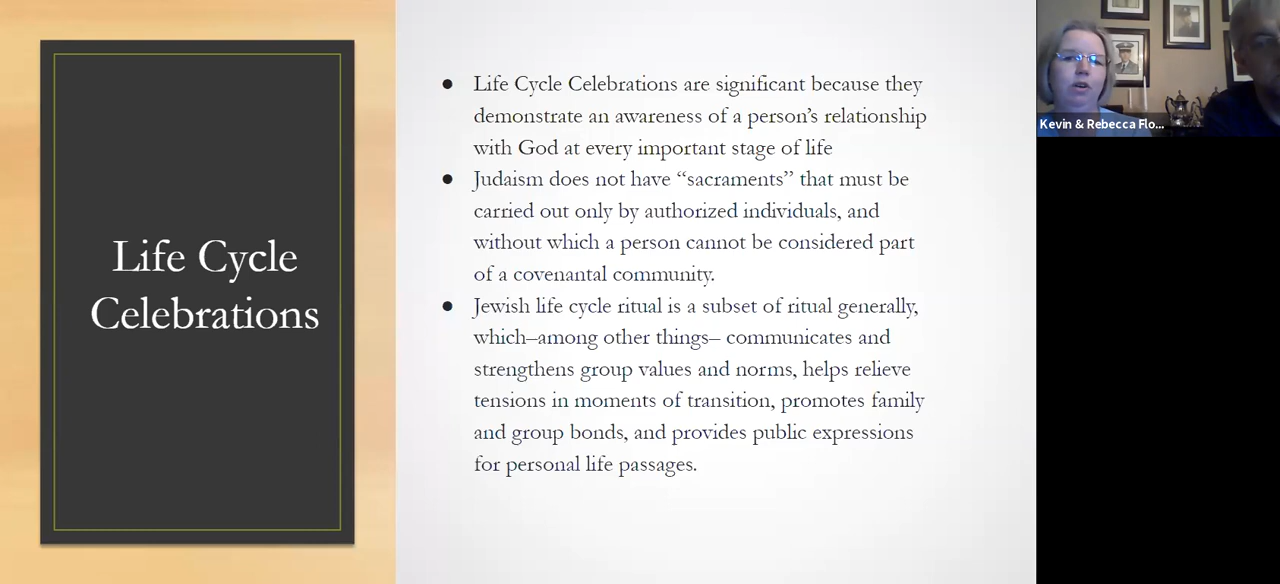 Life Cycle
Celebrations
● Life Cycle Celebrations are significant because they
demonstrate an awareness of a person’s relationship
with God at every important stage of life
● Judaism does not have “sacraments” that must be
carried out only by authorized individuals, and
without which a person cannot be considered part
of a covenantal community.
● Jewish life cycle ritual is a subset of ritual generally,
which–among other things– communicates and
strengthens group values and norms, helps relieve
tensions in moments of transition, promotes family
and group bonds, and provides public expressions
for personal life passages.
Kevin & Rebecca Flo...